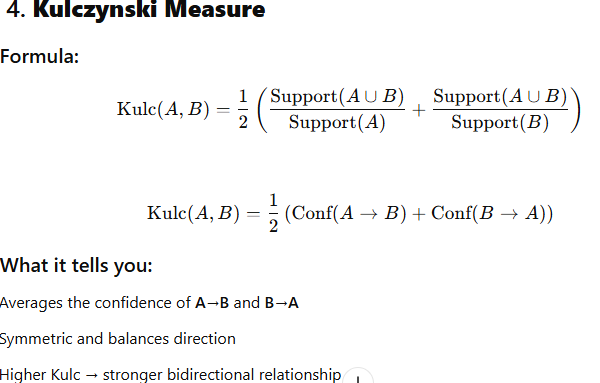 4. Kulczynski Measure
Formula:
Kulc(A, B) = 1/2 ( Support(A ∪ B) / Support(A) + Support(A ∪ B) / Support(B) )
Kulc(A, B) = 1/2 (Conf(A → B) + Conf(B → A))
What it tells you:
Averages the confidence of A→B and B→A
Symmetric and balances direction
Higher Kulc → stronger bidirectional relationship